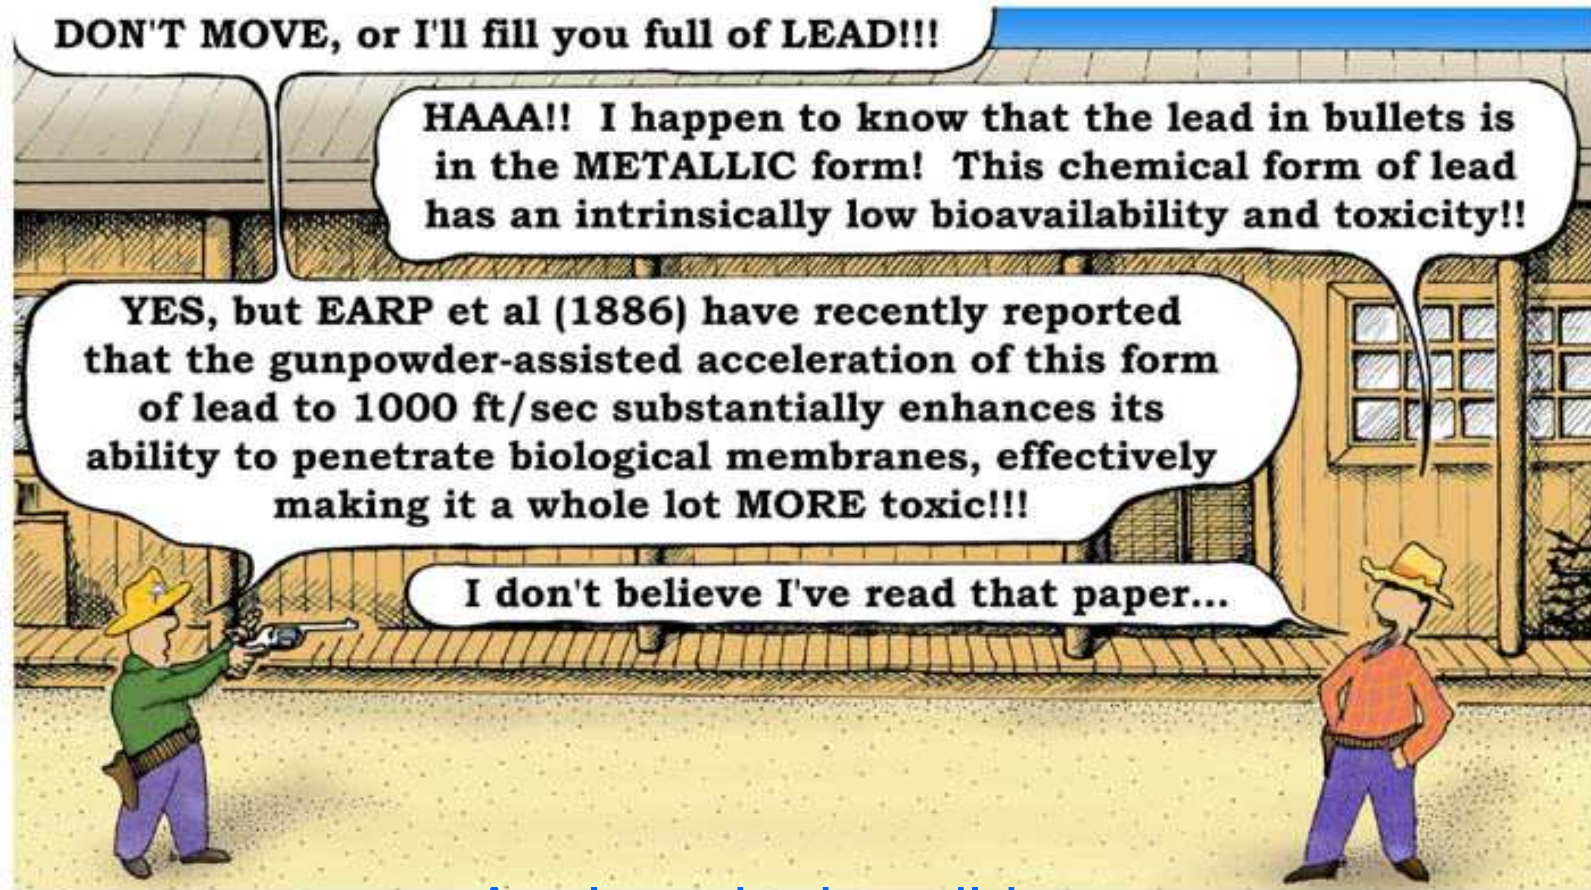 DON'T MOVE, or I'll fill you full of LEAD!!!
HAAA!! I happen to know that the lead in bullets is
in the METALLIC form! This chemical form of lead
has an intrinsically low bioavailability and toxicity!!
YES, but EARP et al (1886) have recently reported
that the gunpowder-assisted acceleration of this form
of lead to 1000 ft/sec substantially enhances its
ability to penetrate biological membranes, effectively
making it a whole lot MORE toxic!!!
I don't believe I've read that paper...